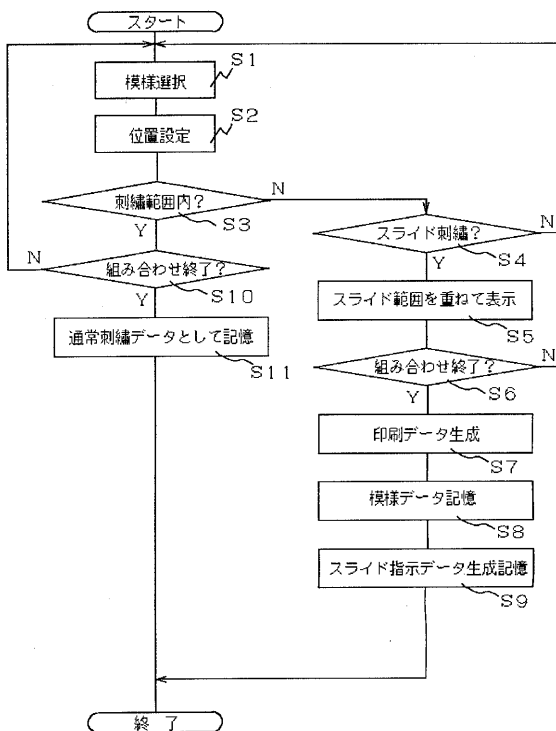 スタート
S1
模様選択
S2
位置設定
刺繍範囲内?
N
Y
S3
スライド刺繍?
N
Y
S4
N
組み合わせ終了?
Y
S10
スライド範囲を重ねて表示
S5
通常刺繍データとして記憶
S11
組み合わせ終了?
N
Y
S6
印刷データ生成
S7
模様データ記憶
S8
スライド指示データ生成記憶
S9
終 了